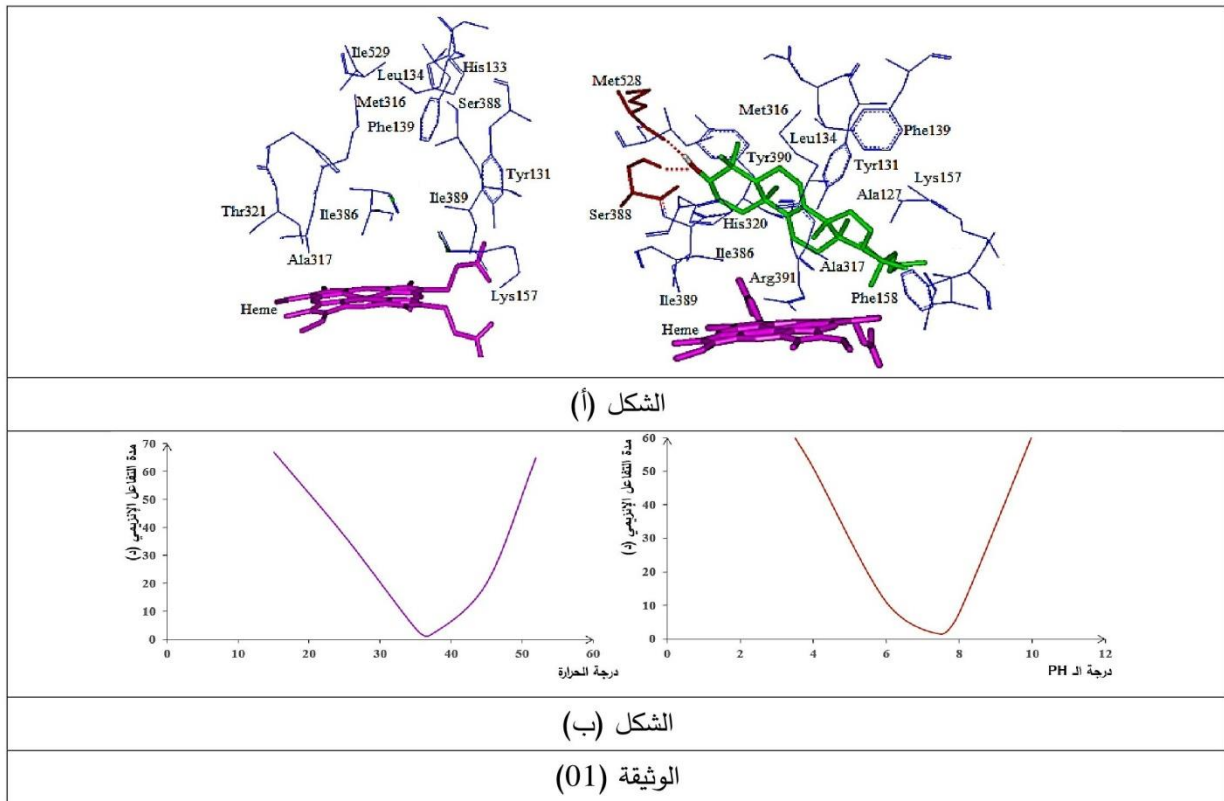 Ile529
Leu134
His133
Met316
Ser388
Phe139
Tyr131
Thr321
Ile386
Ile389
Ala317
Heme
Lys157
Met528
Met316
Leu134
Phe139
Tyr390
Tyr131
Lys157
Ala127
Ser388
His320
Ile386
Arg391
Ala317
Ile389
Phe158
Heme
الشكل (أ)
مدة التفاعل الإنزيمي (د)
70
60
50
40
30
20
10
0
0 10 20 30 40 50 60
درجة الحرارة
مدة التفاعل الإنزيمي (د)
60
50
40
30
20
10
0
0 2 4 6 8 10 12
درجة الـ PH
الشكل (ب)
الوثيقة (01)